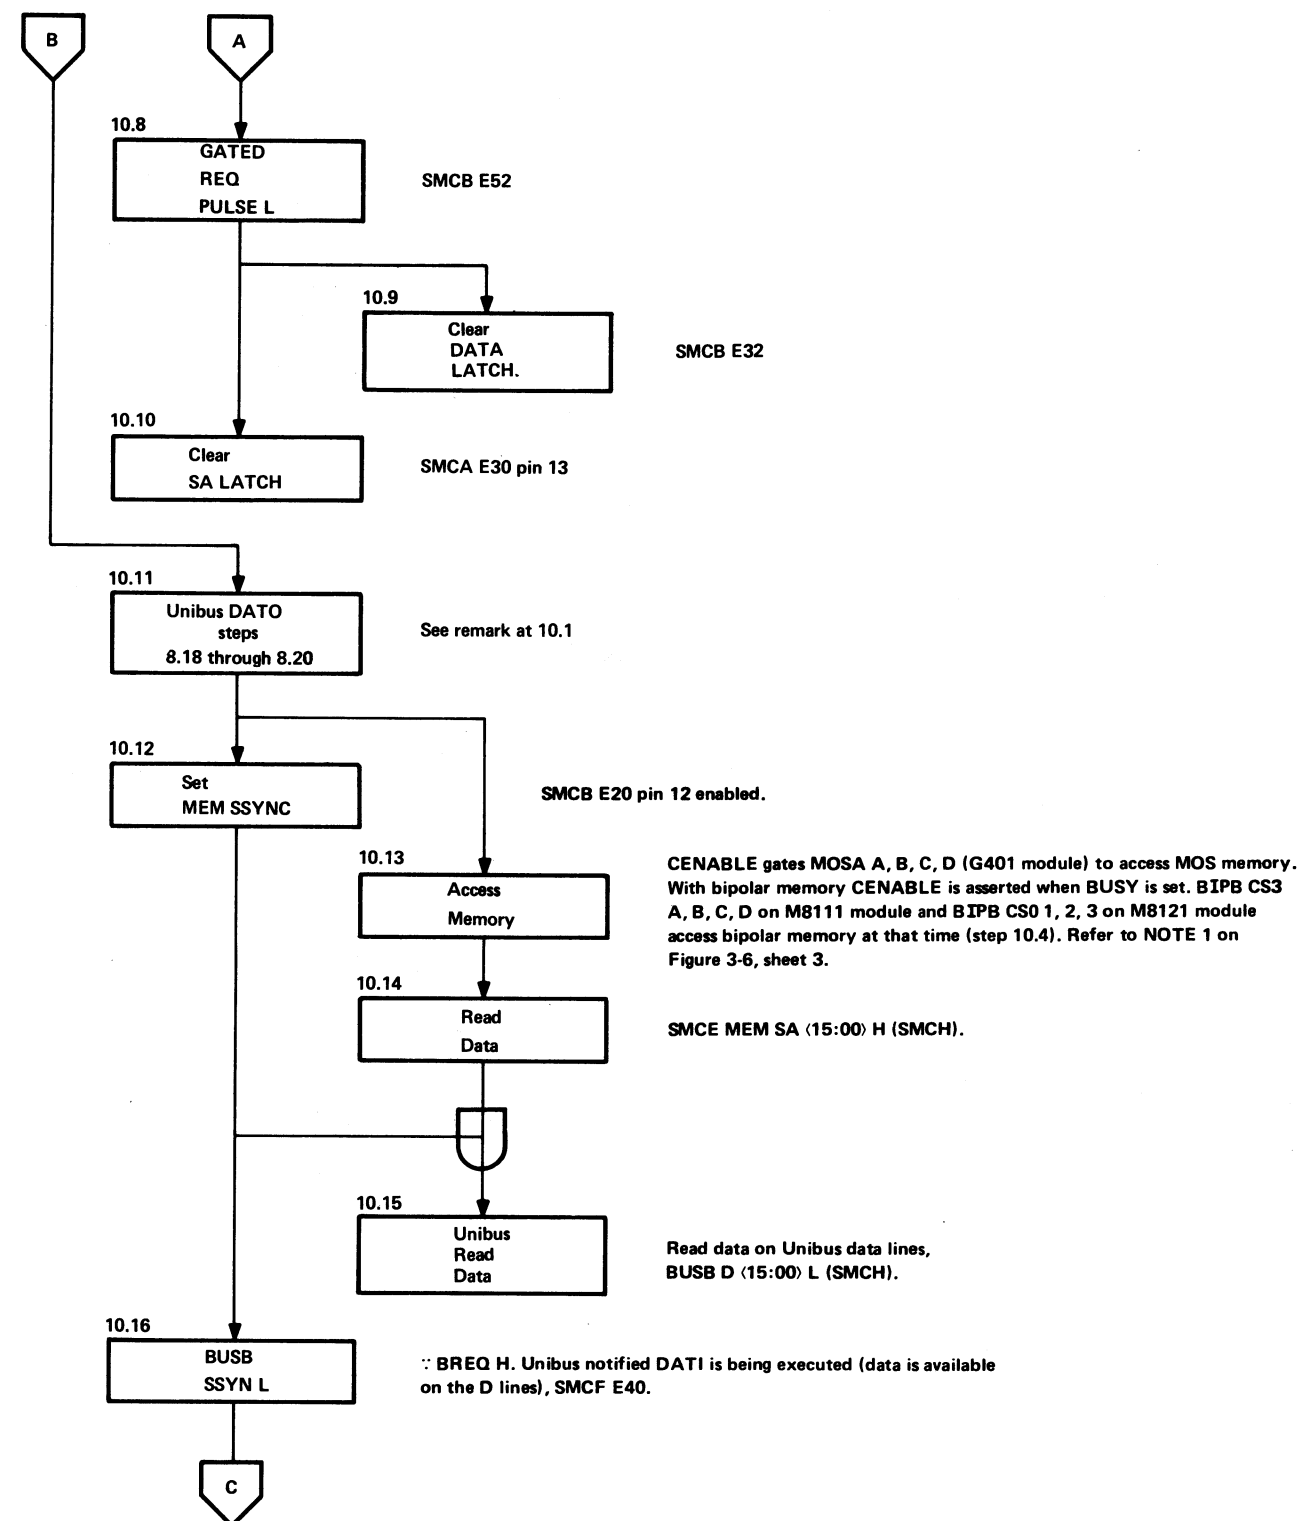 B
A
10.8
GATED
REQ
PULSE L
SMCB E52
10.9
Clear
DATA
LATCH.
SMCB E32
10.10
Clear
SA LATCH
SMCA E30 pin 13
10.11
Unibus DATO
steps
8.18 through 8.20
See remark at 10.1
10.12
Set
MEM SSYNC
SMCB E20 pin 12 enabled.
10.13
Access
Memory
CENABLE gates MOSA A, B, C, D (G401 module) to access MOS memory.
With bipolar memory CENABLE is asserted when BUSY is set. BIPB CS3
A, B, C, D on M8111 module and BIPB CS0 1, 2, 3 on M8121 module
access bipolar memory at that time (step 10.4). Refer to NOTE 1 on
Figure 3-6, sheet 3.
10.14
Read
Data
SMCE MEM SA ⟨15:00⟩ H (SMCH).
10.15
Unibus
Read
Data
Read data on Unibus data lines,
BUSB D ⟨15:00⟩ L (SMCH).
10.16
BUSB
SSYN L
∵ BREQ H. Unibus notified DATI is being executed (data is available
on the D lines), SMCF E40.
C